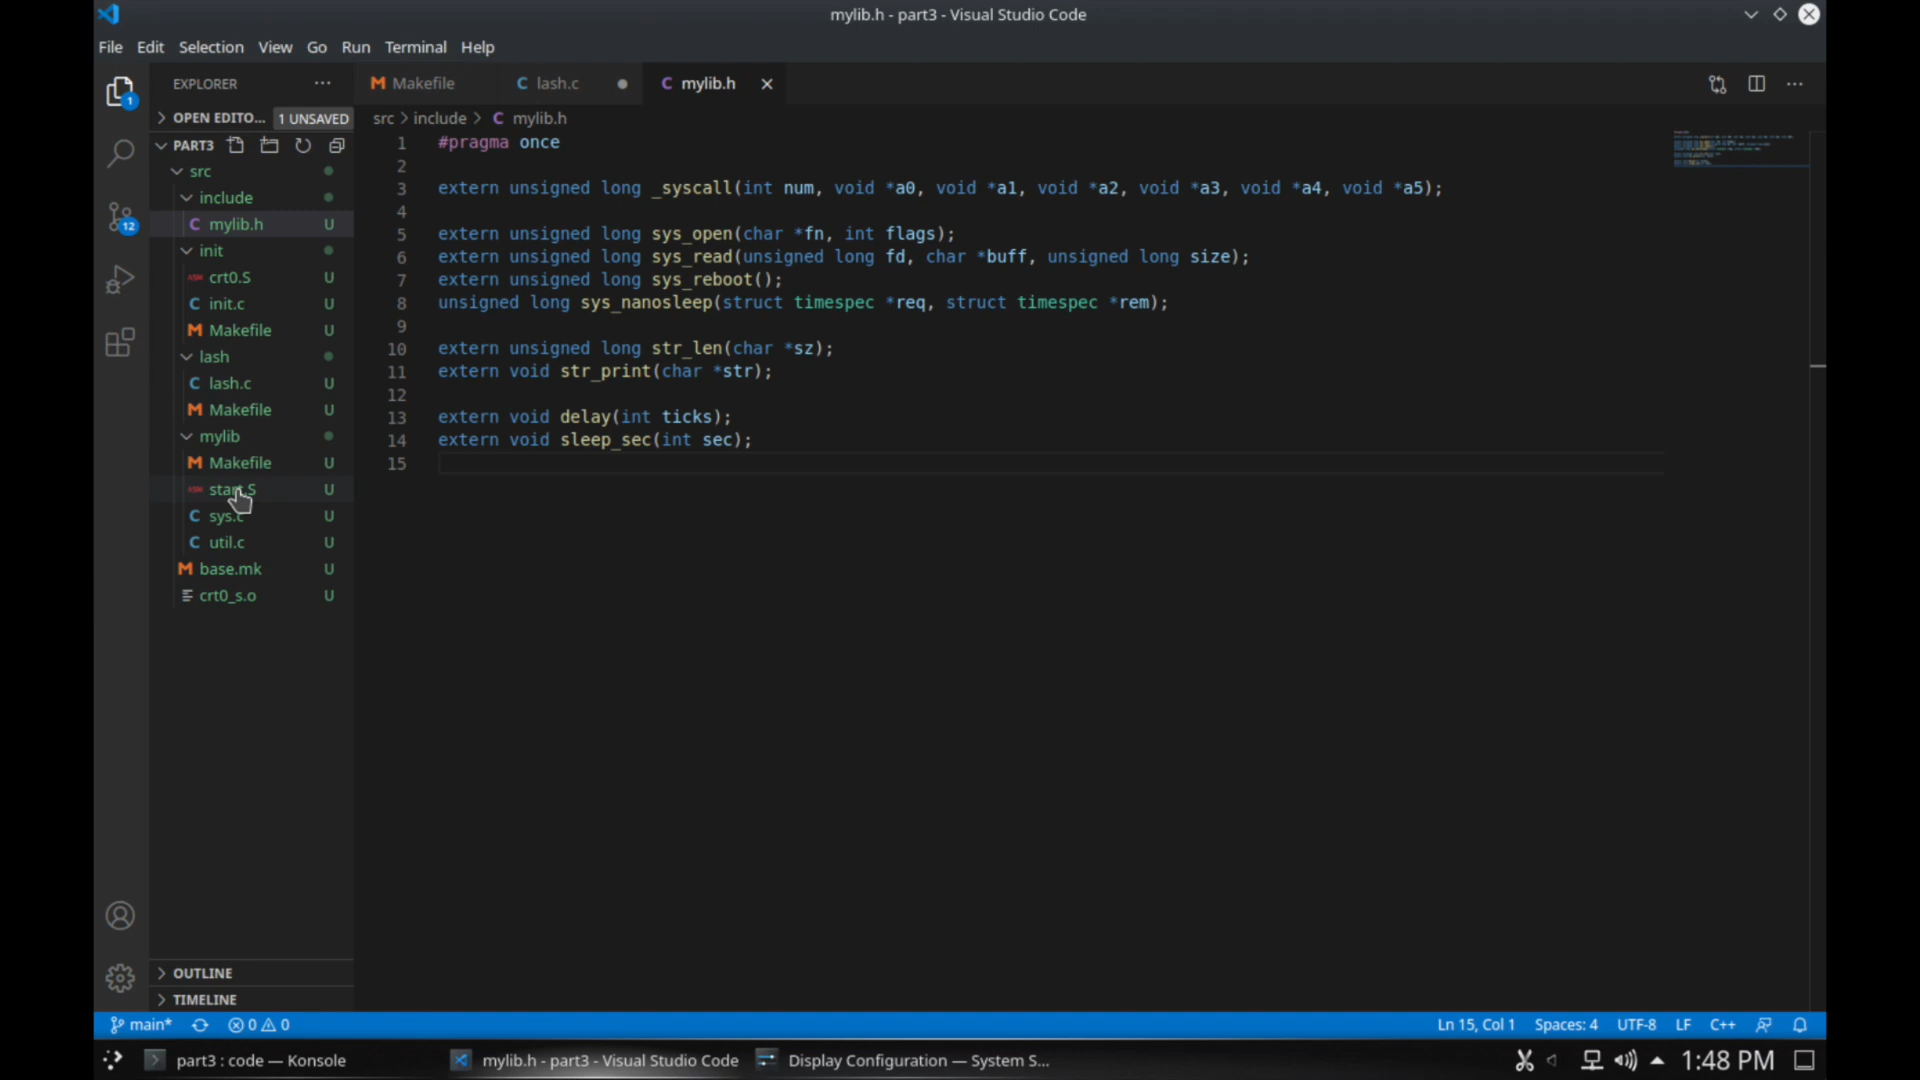 mylib.h - part3 - Visual Studio Code
File Edit Selection View Go Run Terminal Help
EXPLORER
OPEN EDITO... 1 UNSAVED
PART3
src
include
mylib.h U
init
crt0.S U
init.c U
Makefile U
lash
lash.c U
Makefile U
mylib
Makefile U
start.S U
sys.c U
util.c U
base.mk U
crt0_s.o U
OUTLINE
TIMELINE
Makefile lash.c mylib.h
src > include > mylib.h
1 #pragma once
2
3 extern unsigned long _syscall(int num, void *a0, void *a1, void *a2, void *a3, void *a4, void *a5);
4
5 extern unsigned long sys_open(char *fn, int flags);
6 extern unsigned long sys_read(unsigned long fd, char *buff, unsigned long size);
7 extern unsigned long sys_reboot();
8 unsigned long sys_nanosleep(struct timespec *req, struct timespec *rem);
9
10 extern unsigned long str_len(char *sz);
11 extern void str_print(char *str);
12
13 extern void delay(int ticks);
14 extern void sleep_sec(int sec);
15
1
12
main* 0 0 Ln 15, Col 1 Spaces: 4 UTF-8 LF C++
part3 : code — Konsole mylib.h - part3 - Visual Studio Code Display Configuration — System S... 1:48 PM